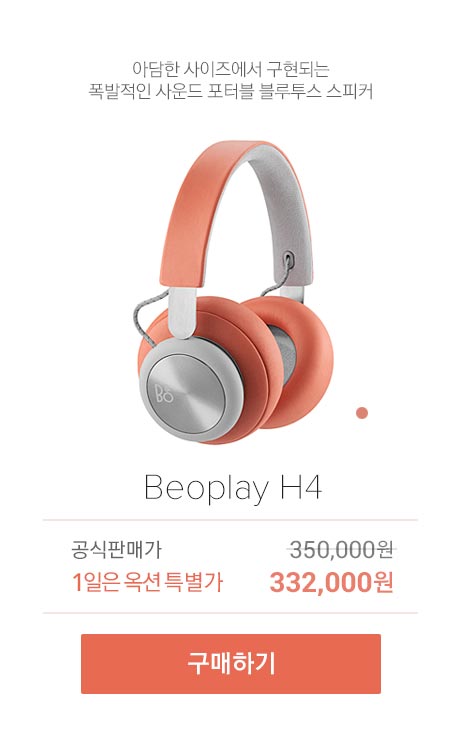 아담한 사이즈에서 구현되는
폭발적인 사운드 포터블 블루투스 스피커
BO
Beoplay H4
공식판매가 350,000원
1일은 옥션 특별가 332,000원
구매하기